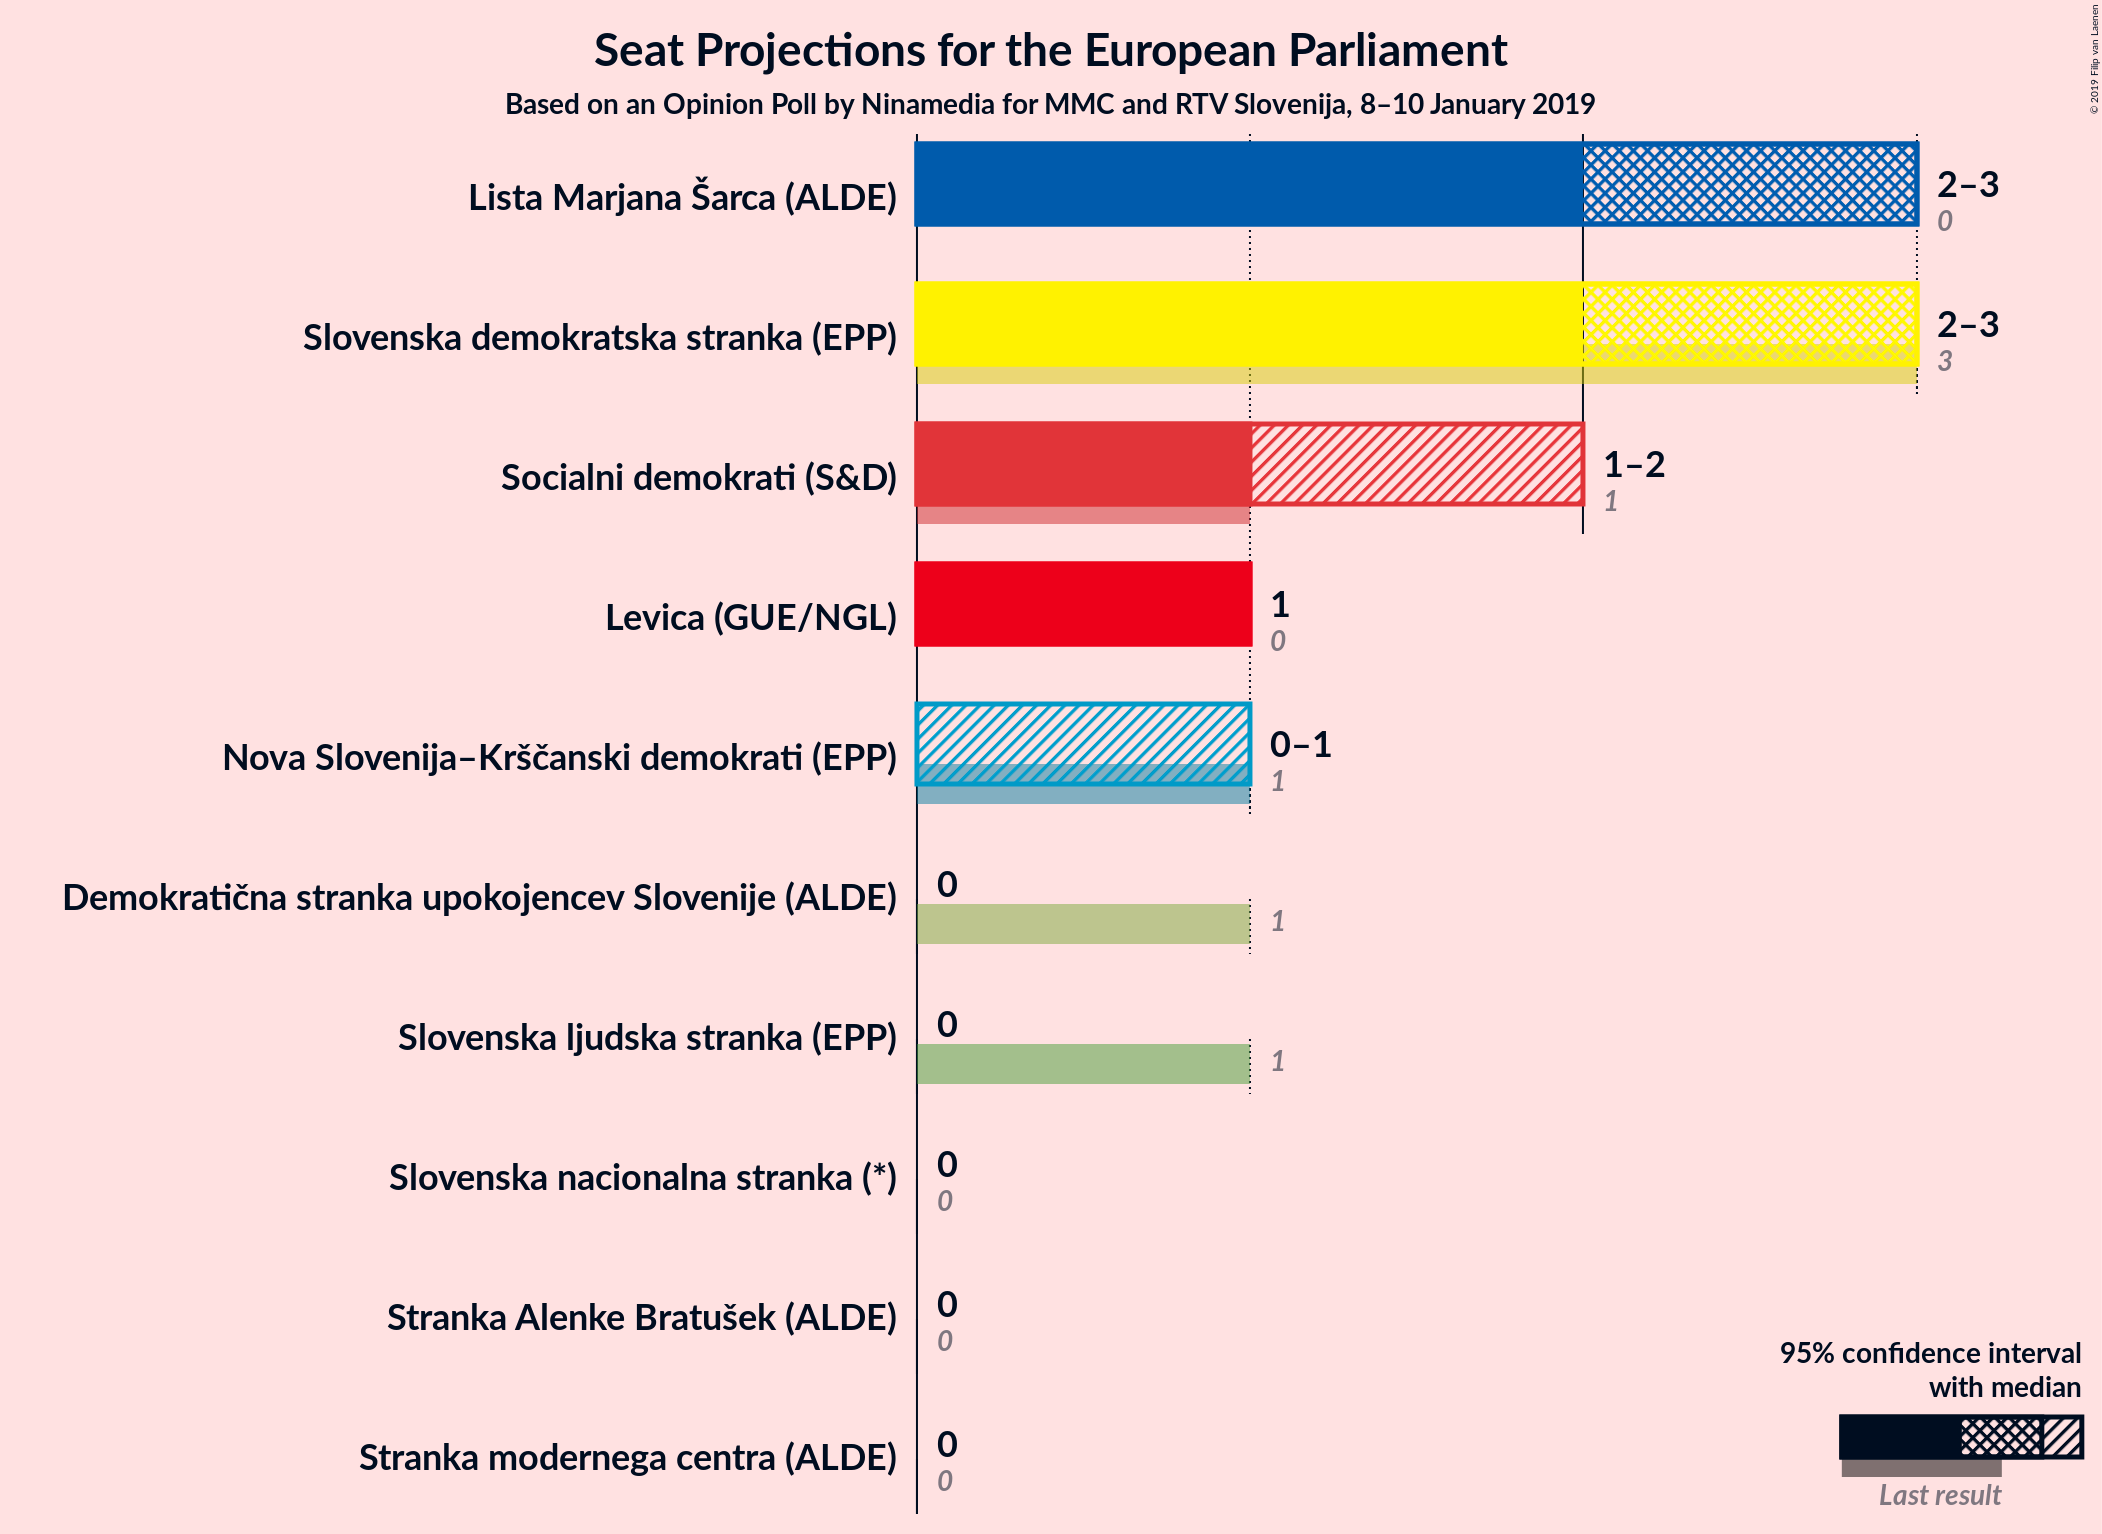 Seat Projections for the European Parliament
Based on an Opinion Poll by Ninamedia for MMC and RTV Slovenija, 8–10 January 2019
© 2019 Filip van Laenen
Lista Marjana Šarca (ALDE)
2–3
0
Slovenska demokratska stranka (EPP)
2–3
3
Socialni demokrati (S&D)
1–2
1
Levica (GUE/NGL)
1
0
Nova Slovenija–Krščanski demokrati (EPP)
0–1
1
Demokratična stranka upokojencev Slovenije (ALDE)
0
1
Slovenska ljudska stranka (EPP)
0
1
Slovenska nacionalna stranka (*)
0
0
Stranka Alenke Bratušek (ALDE)
0
0
Stranka modernega centra (ALDE)
0
0
95% confidence interval
with median
Last result